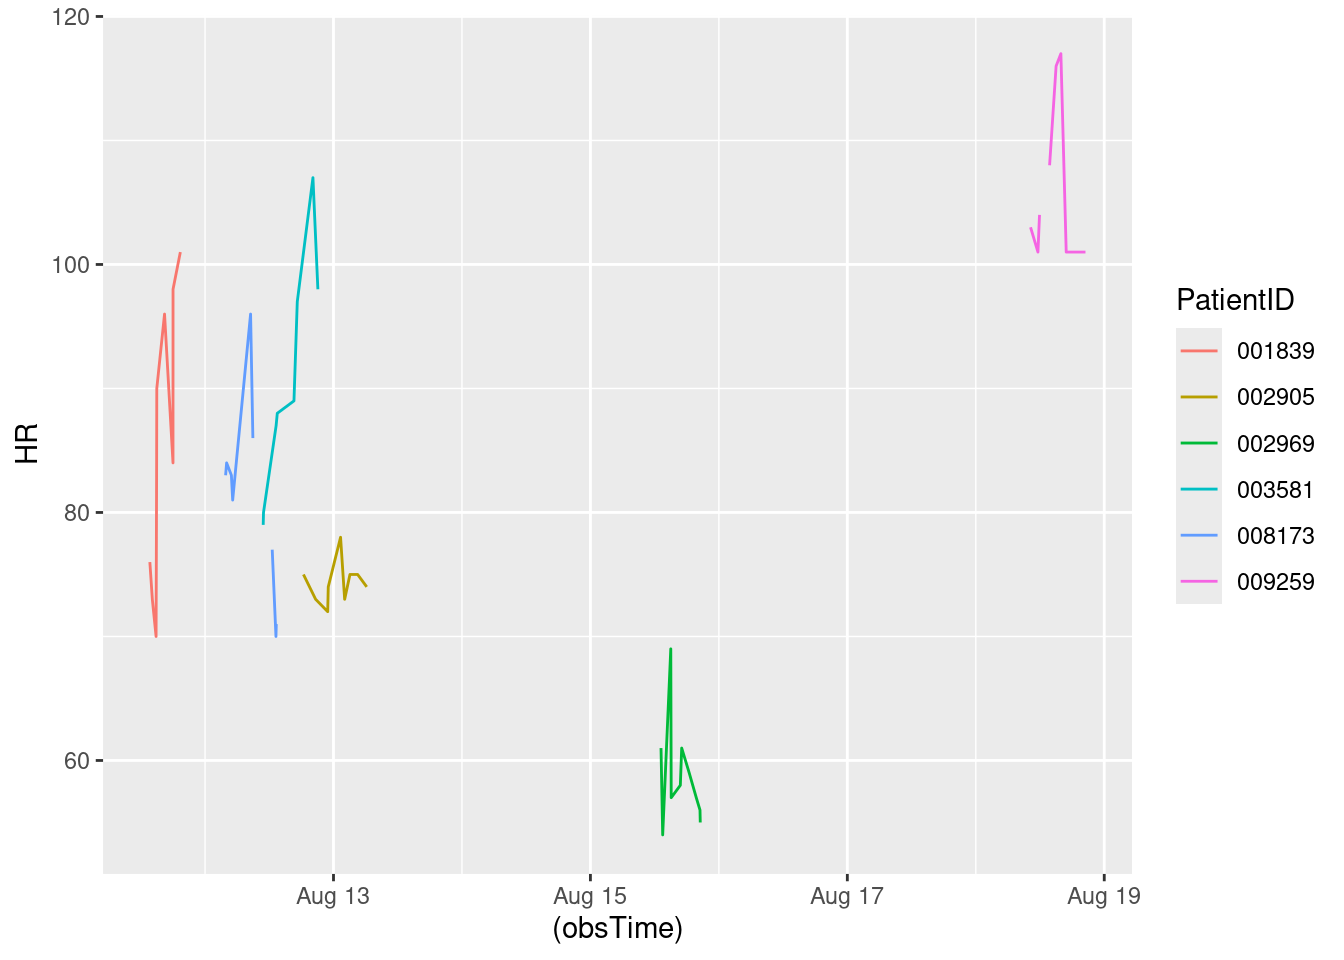 120
100
80
60
HR
Aug 13
Aug 15
Aug 17
Aug 19
(obsTime)
PatientID
001839
002905
002969
003581
008173
009259